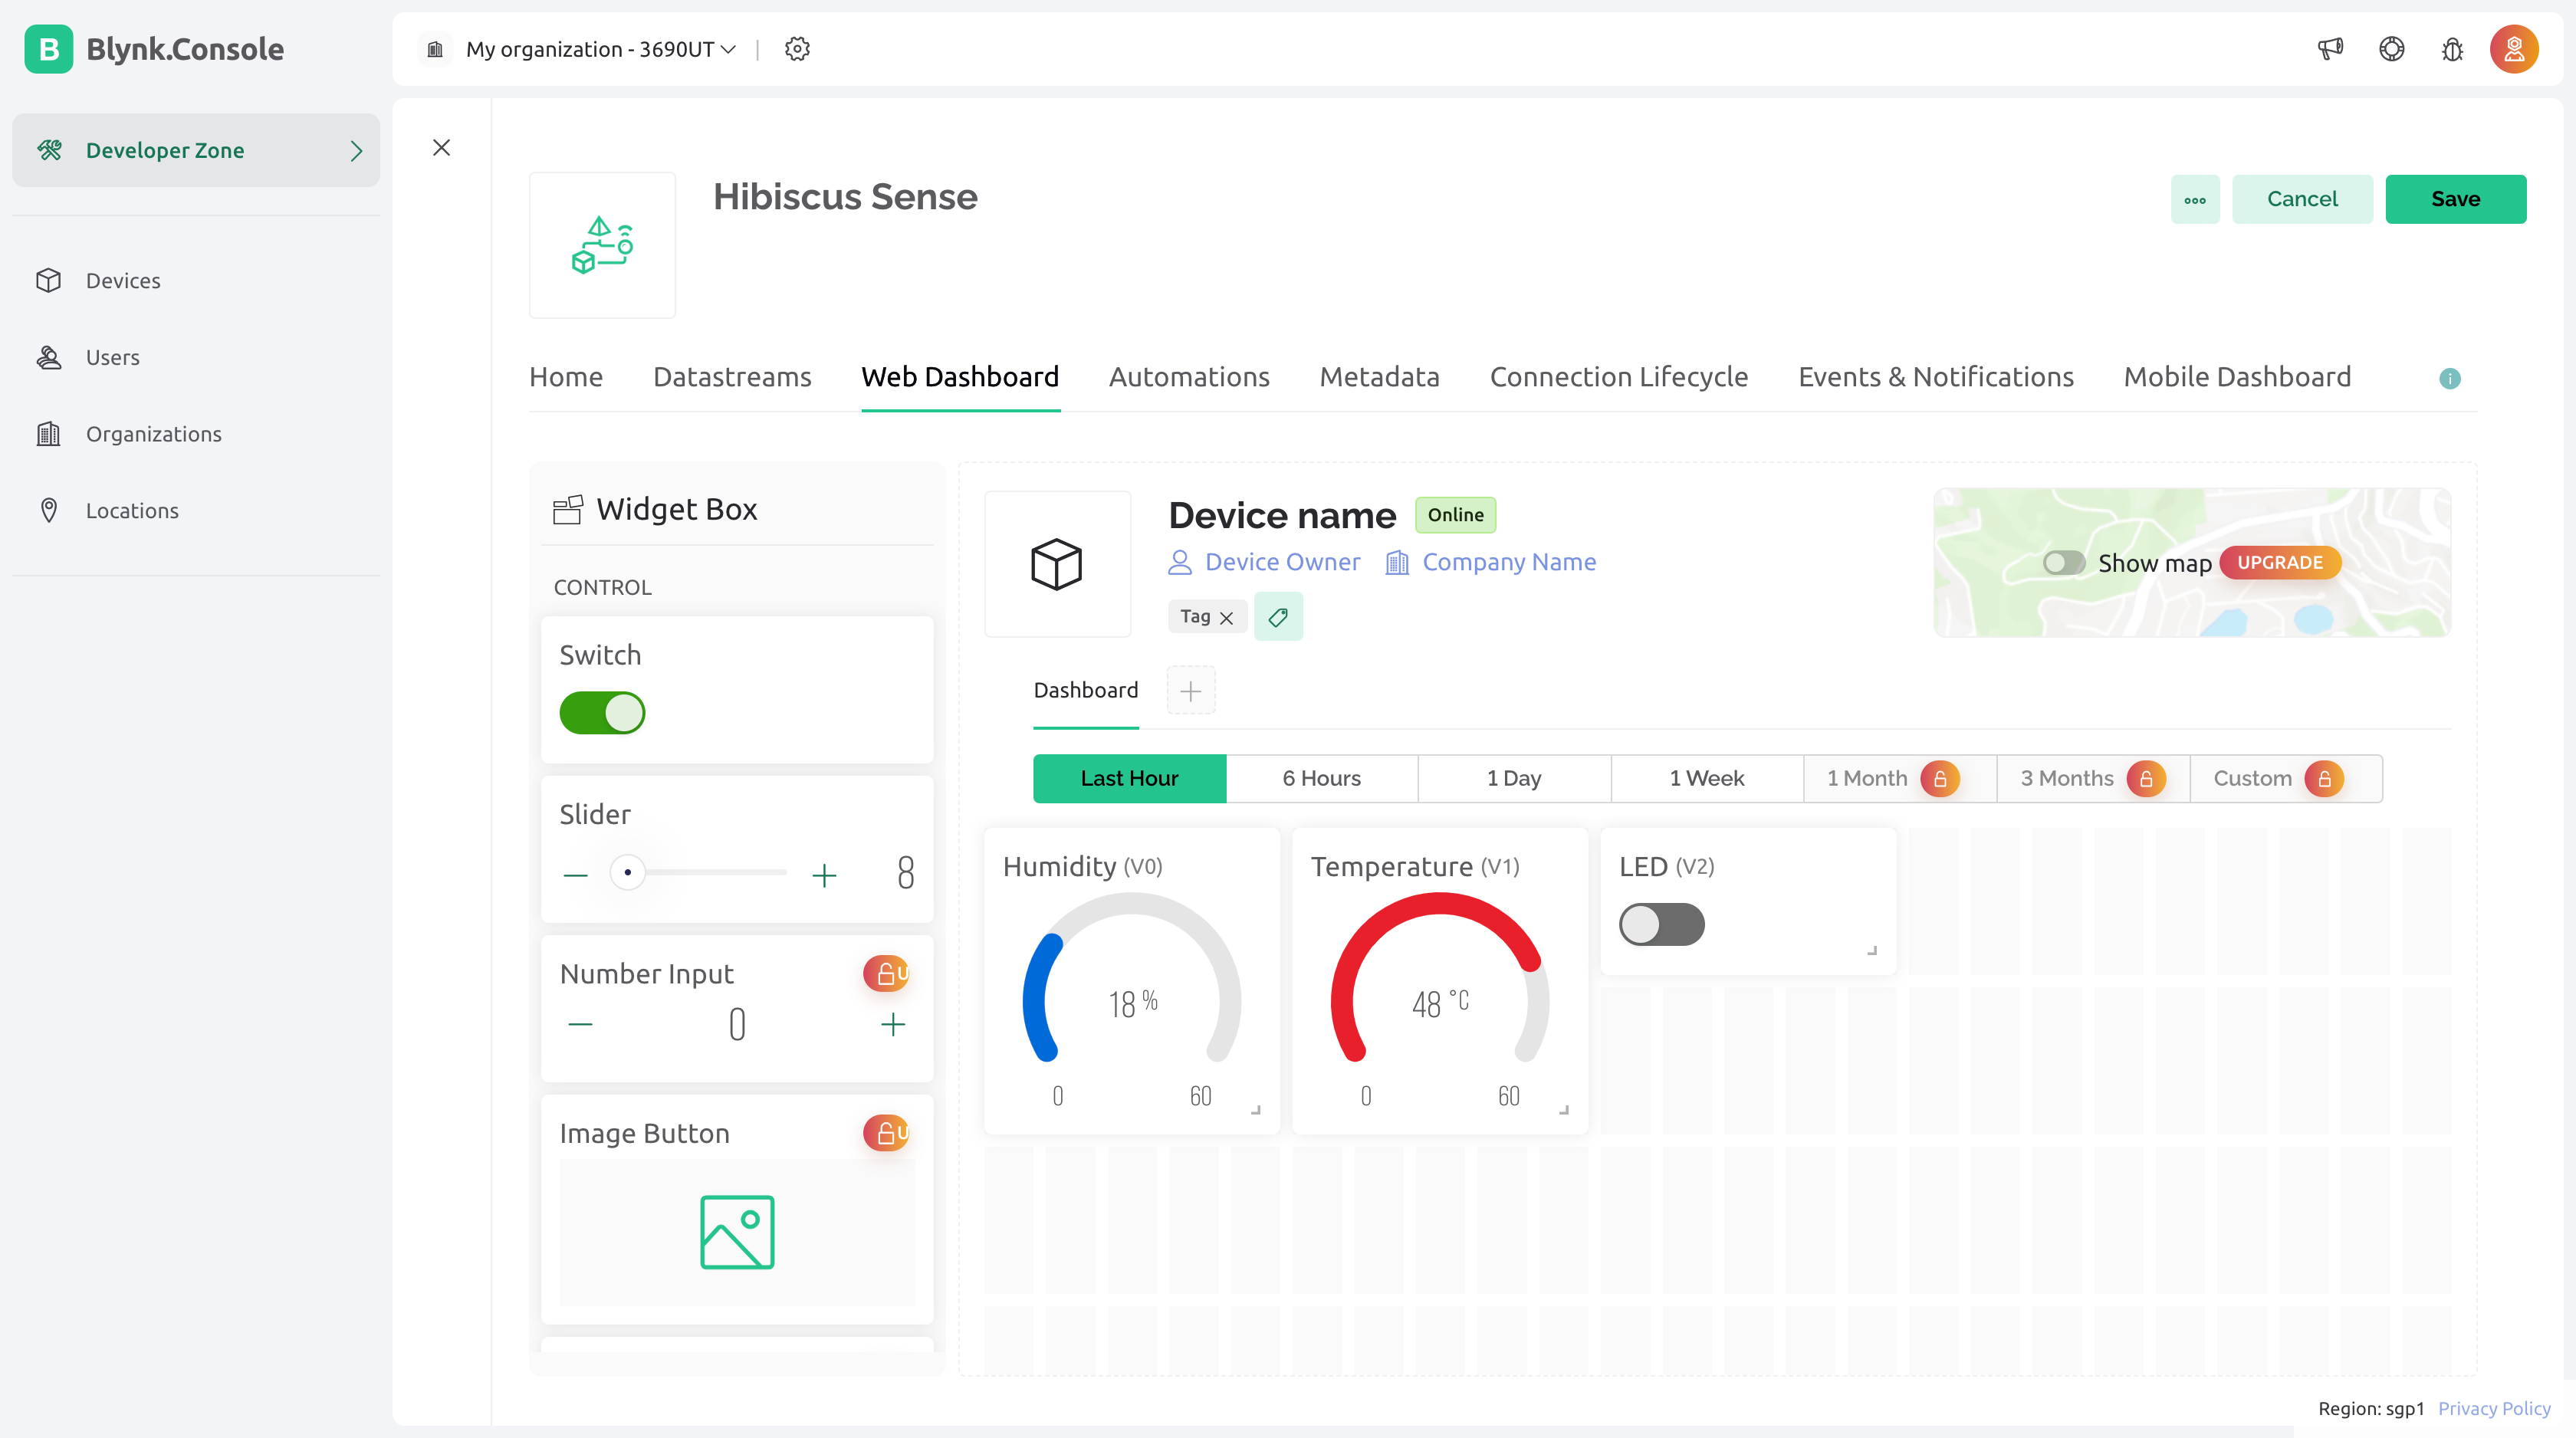 B Blynk.Console
My organization - 3690UT
Developer Zone
Devices
Users
Organizations
Locations
Hibiscus Sense
Cancel
Save
Home Datastreams Web Dashboard Automations Metadata Connection Lifecycle Events & Notifications Mobile Dashboard
Widget Box
CONTROL
Switch
Slider
8
Number Input
U
0
Image Button
U
Device name Online
Device Owner Company Name
Tag
Show map UPGRADE
Dashboard
Last Hour 6 Hours 1 Day 1 Week 1 Month 3 Months Custom
Humidity (V0)
18 %
0 60
Temperature (V1)
48 °C
0 60
LED (V2)
Region: sgp1 Privacy Policy